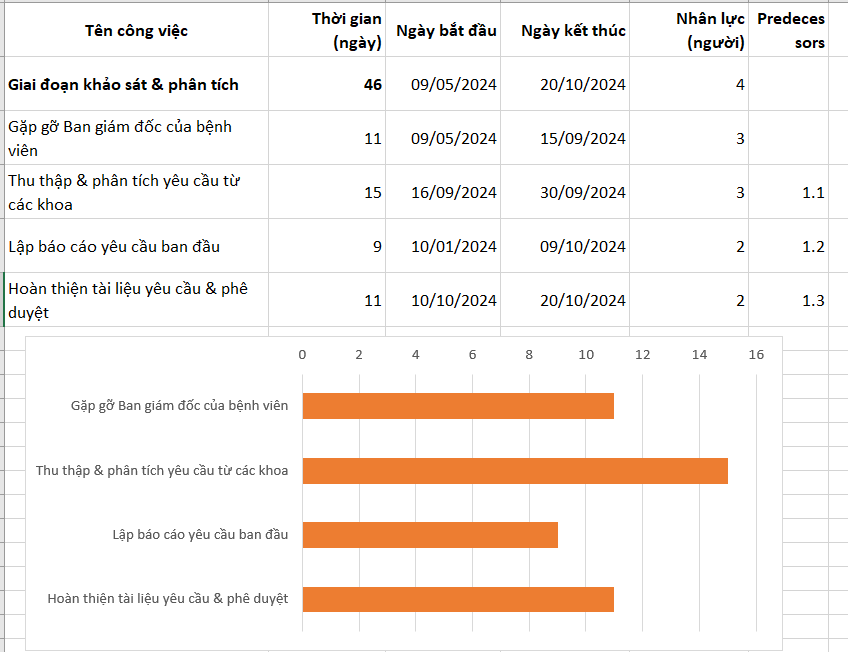 Tên công việc
Thời gian
(ngày)
Ngày bắt đầu
Ngày kết thúc
Nhân lực
(người)
Predeces
sors
Giai đoạn khảo sát & phân tích
46
09/05/2024
20/10/2024
4
Gặp gỡ Ban giám đốc của bệnh
viên
11
09/05/2024
15/09/2024
3
Thu thập & phân tích yêu cầu từ
các khoa
15
16/09/2024
30/09/2024
3
1.1
Lập báo cáo yêu cầu ban đầu
9
10/01/2024
09/10/2024
2
1.2
Hoàn thiện tài liệu yêu cầu & phê
duyệt
11
10/10/2024
20/10/2024
2
1.3
0 2 4 6 8 10 12 14 16
Gặp gỡ Ban giám đốc của bệnh viên
Thu thập & phân tích yêu cầu từ các khoa
Lập báo cáo yêu cầu ban đầu
Hoàn thiện tài liệu yêu cầu & phê duyệt